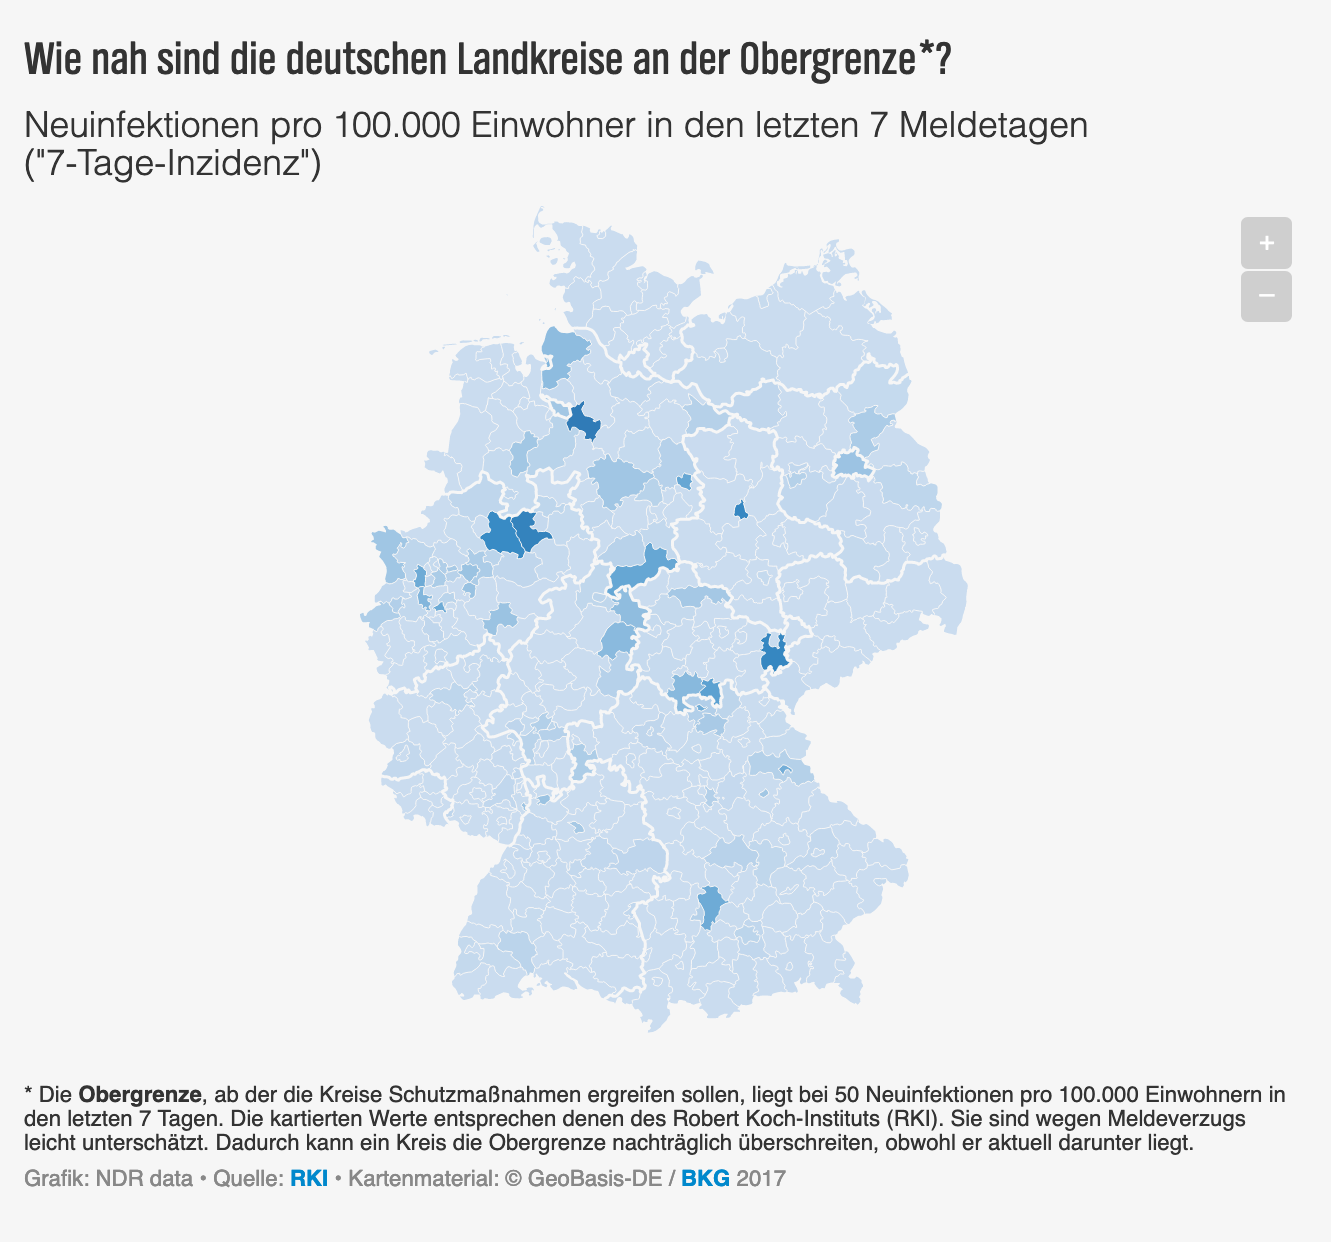 Wie nah sind die deutschen Landkreise an der Obergrenze*?
Neuinfektionen pro 100.000 Einwohner in den letzten 7 Meldetagen
("7-Tage-Inzidenz")
+
−
* Die Obergrenze, ab der die Kreise Schutzmaßnahmen ergreifen sollen, liegt bei 50 Neuinfektionen pro 100.000 Einwohnern in
den letzten 7 Tagen. Die kartierten Werte entsprechen denen des Robert Koch-Instituts (RKI). Sie sind wegen Meldeverzugs
leicht unterschätzt. Dadurch kann ein Kreis die Obergrenze nachträglich überschreiten, obwohl er aktuell darunter liegt.
Grafik: NDR data • Quelle: RKI • Kartenmaterial: © GeoBasis-DE / BKG 2017